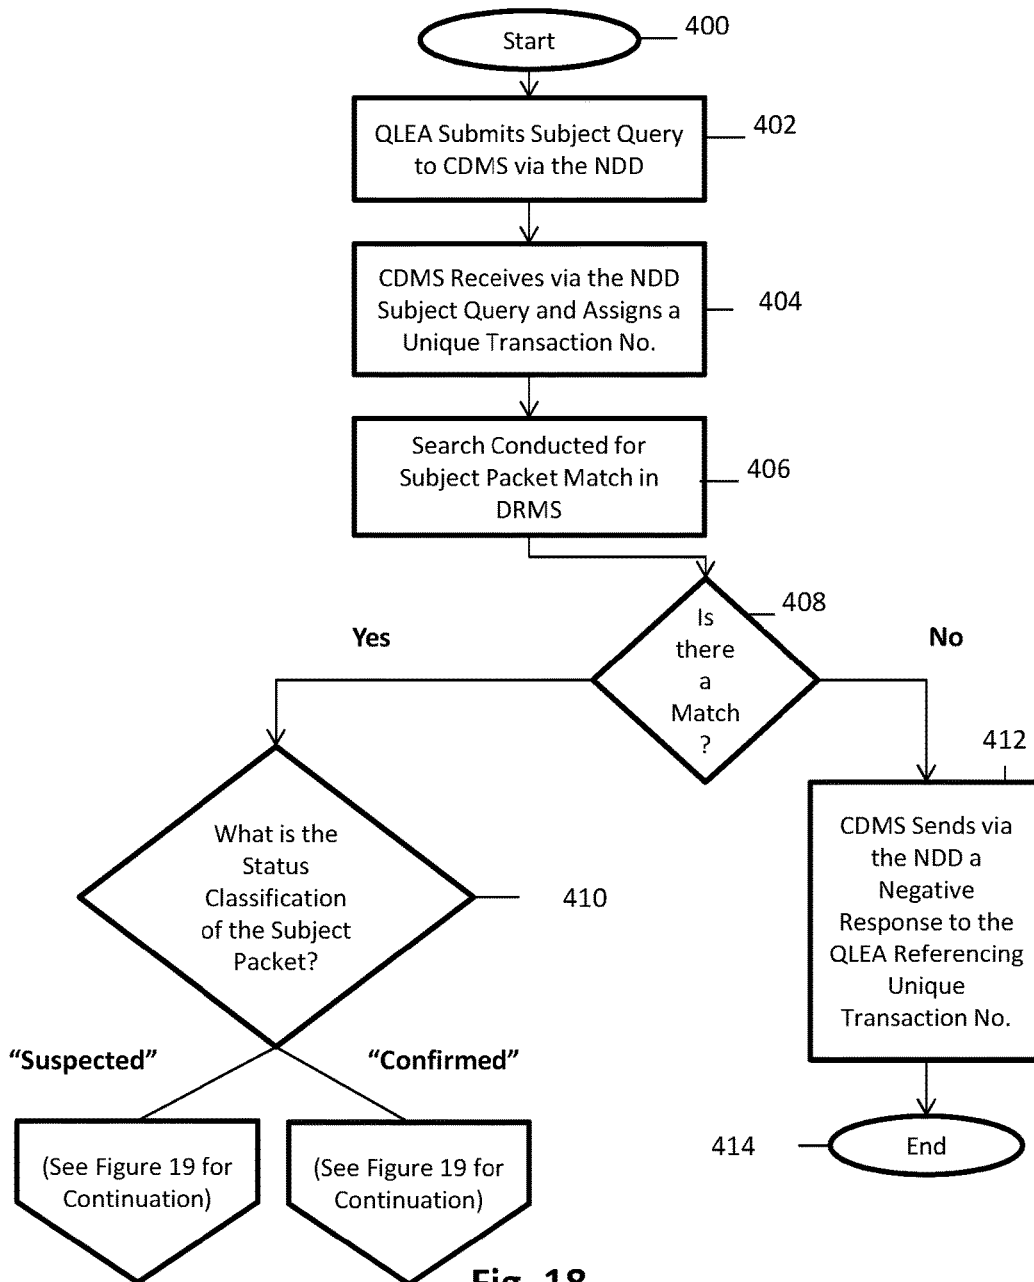 Start
400
QLEA Submits Subject Query
to CDMS via the NDD
402
CDMS Receives via the NDD
Subject Query and Assigns a
Unique Transaction No.
404
Search Conducted for
Subject Packet Match in
DRMS
406
408
Is
there
a
Match
?
Yes
No
412
What is the
Status
Classification
of the Subject
Packet?
410
CDMS Sends via
the NDD a
Negative
Response to the
QLEA Referencing
Unique
Transaction No.
“Suspected”
“Confirmed”
(See Figure 19 for
Continuation)
(See Figure 19 for
Continuation)
414
End
Fig. 18